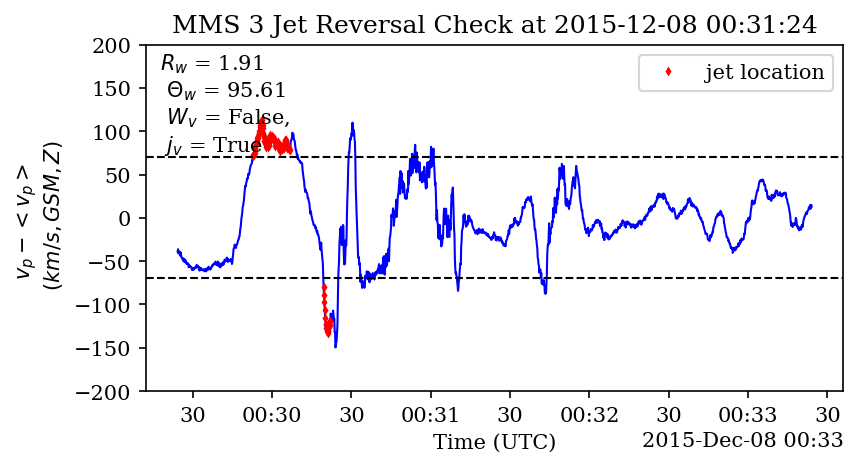 MMS 3 Jet Reversal Check at 2015-12-08 00:31:24
R_w = 1.91
Θ_w = 95.61
W_v = False,
j_v = True
jet location
v_p − < v_p >
(km/s, GSM, Z)
200
150
100
50
0
−50
−100
−150
−200
30 00:30 30 00:31 30 00:32 30 00:33 30
Time (UTC)
2015-Dec-08 00:33